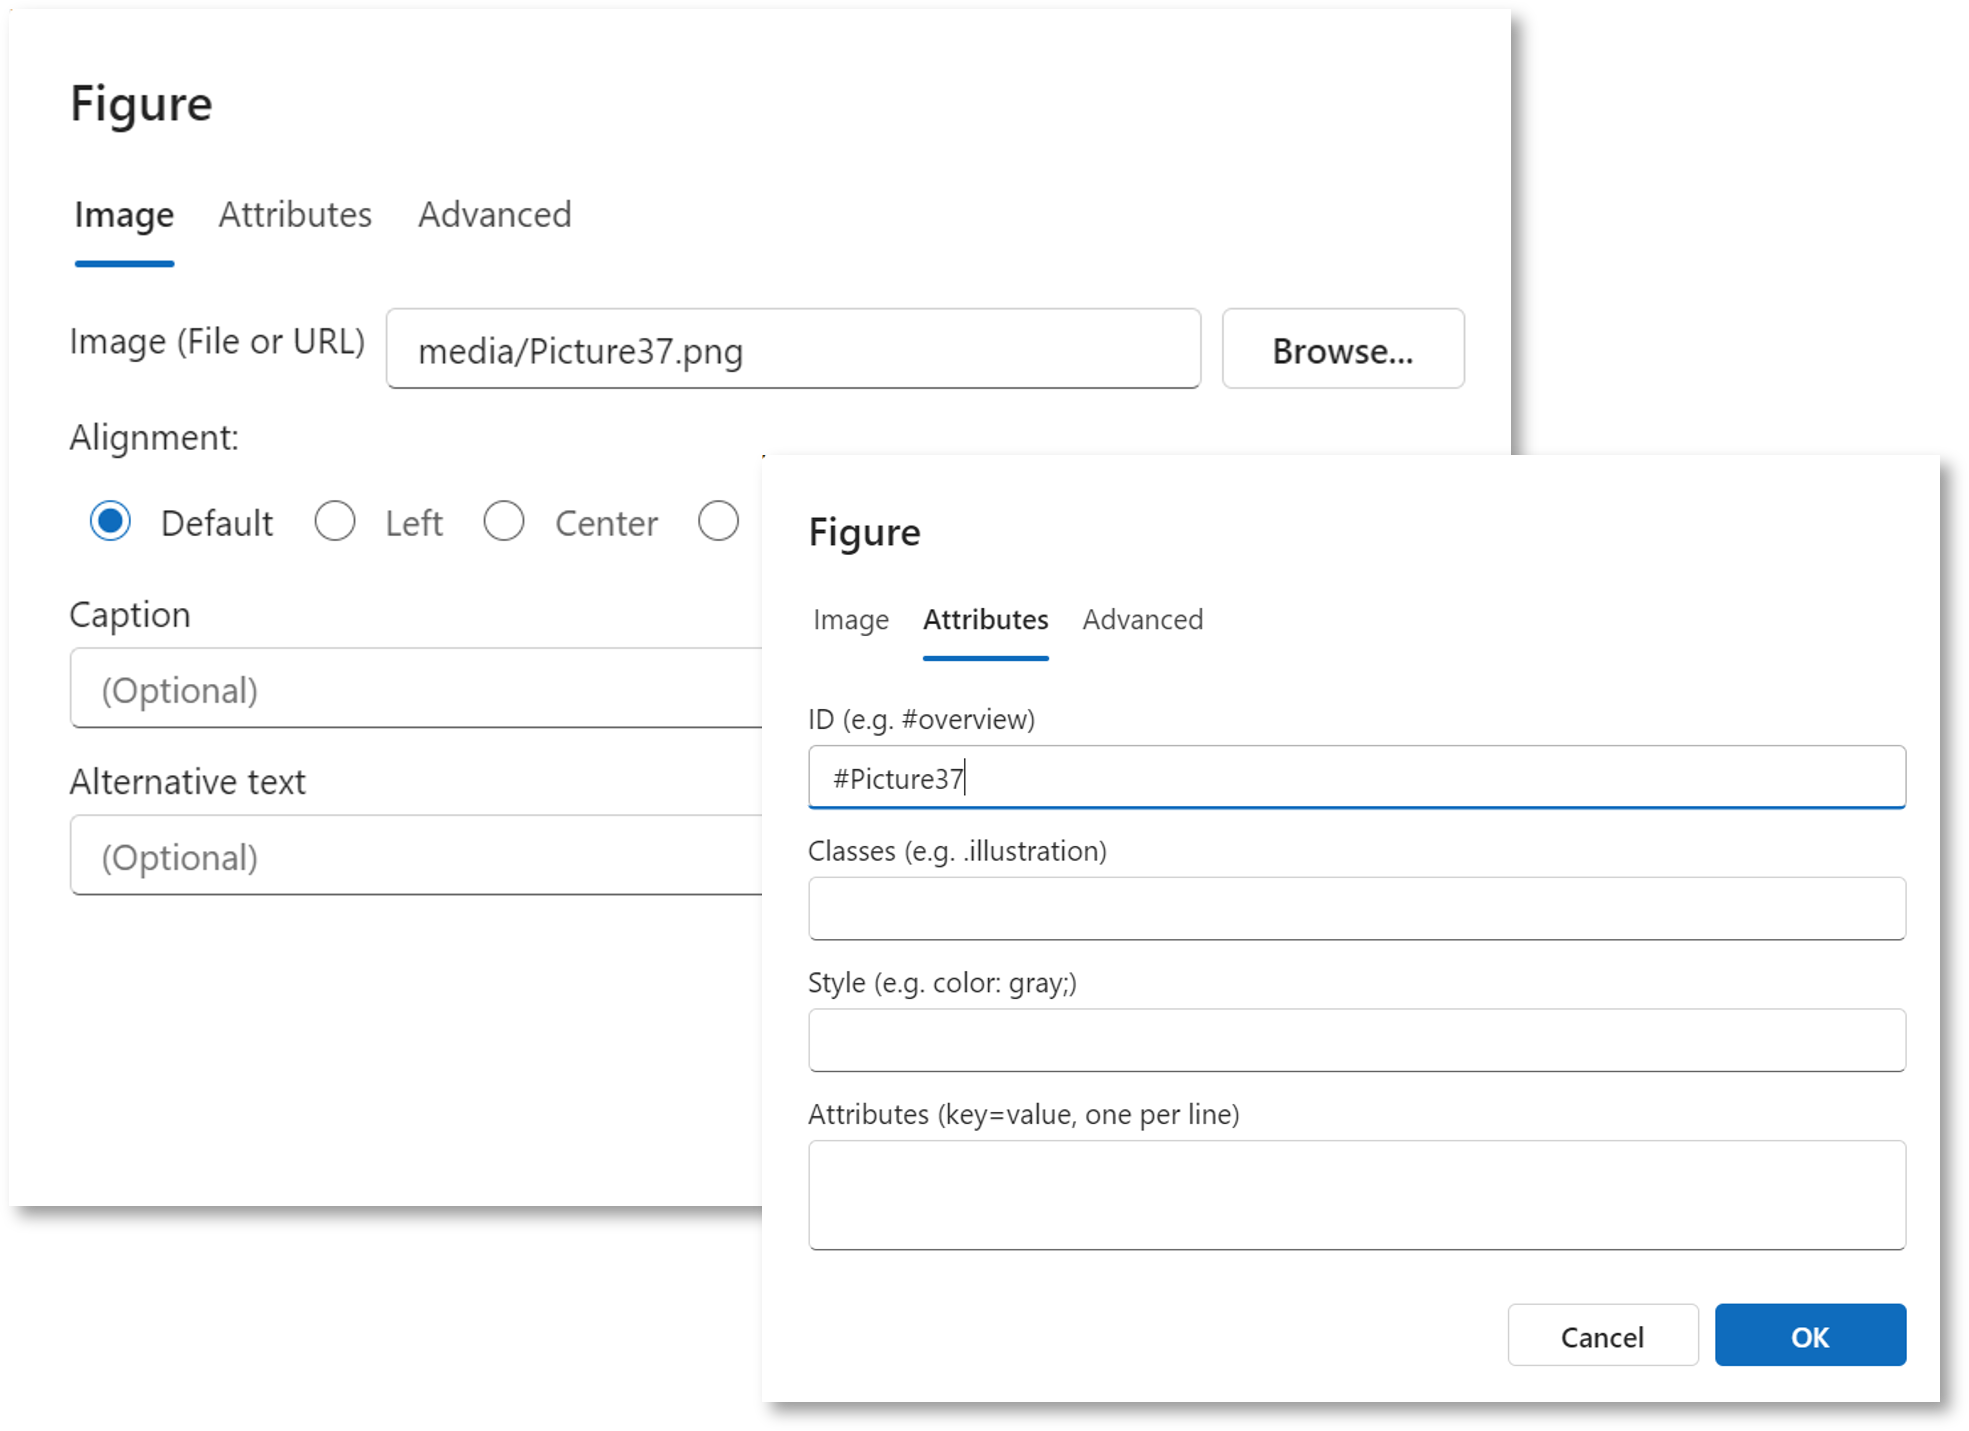 Figure
Image Attributes Advanced
Image (File or URL) media/Picture37.png Browse...
Alignment:
Default Left Center
Caption
(Optional)
Alternative text
(Optional)
Figure
Image Attributes Advanced
ID (e.g. #overview)
#Picture37
Classes (e.g. .illustration)
Style (e.g. color: gray;)
Attributes (key=value, one per line)
Cancel OK